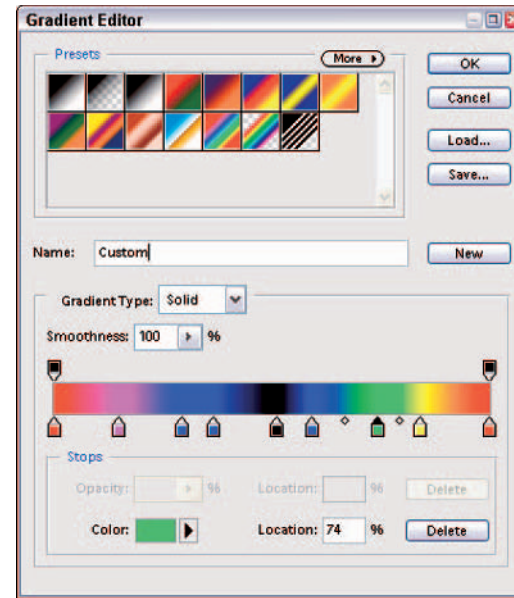 Gradient Editor
Presets
More
OK
Cancel
Load...
Save...
Name: Custom
New
Gradient Type: Solid
Smoothness: 100 %
Stops
Opacity: % Location: % Delete
Color: Location: 74 % Delete